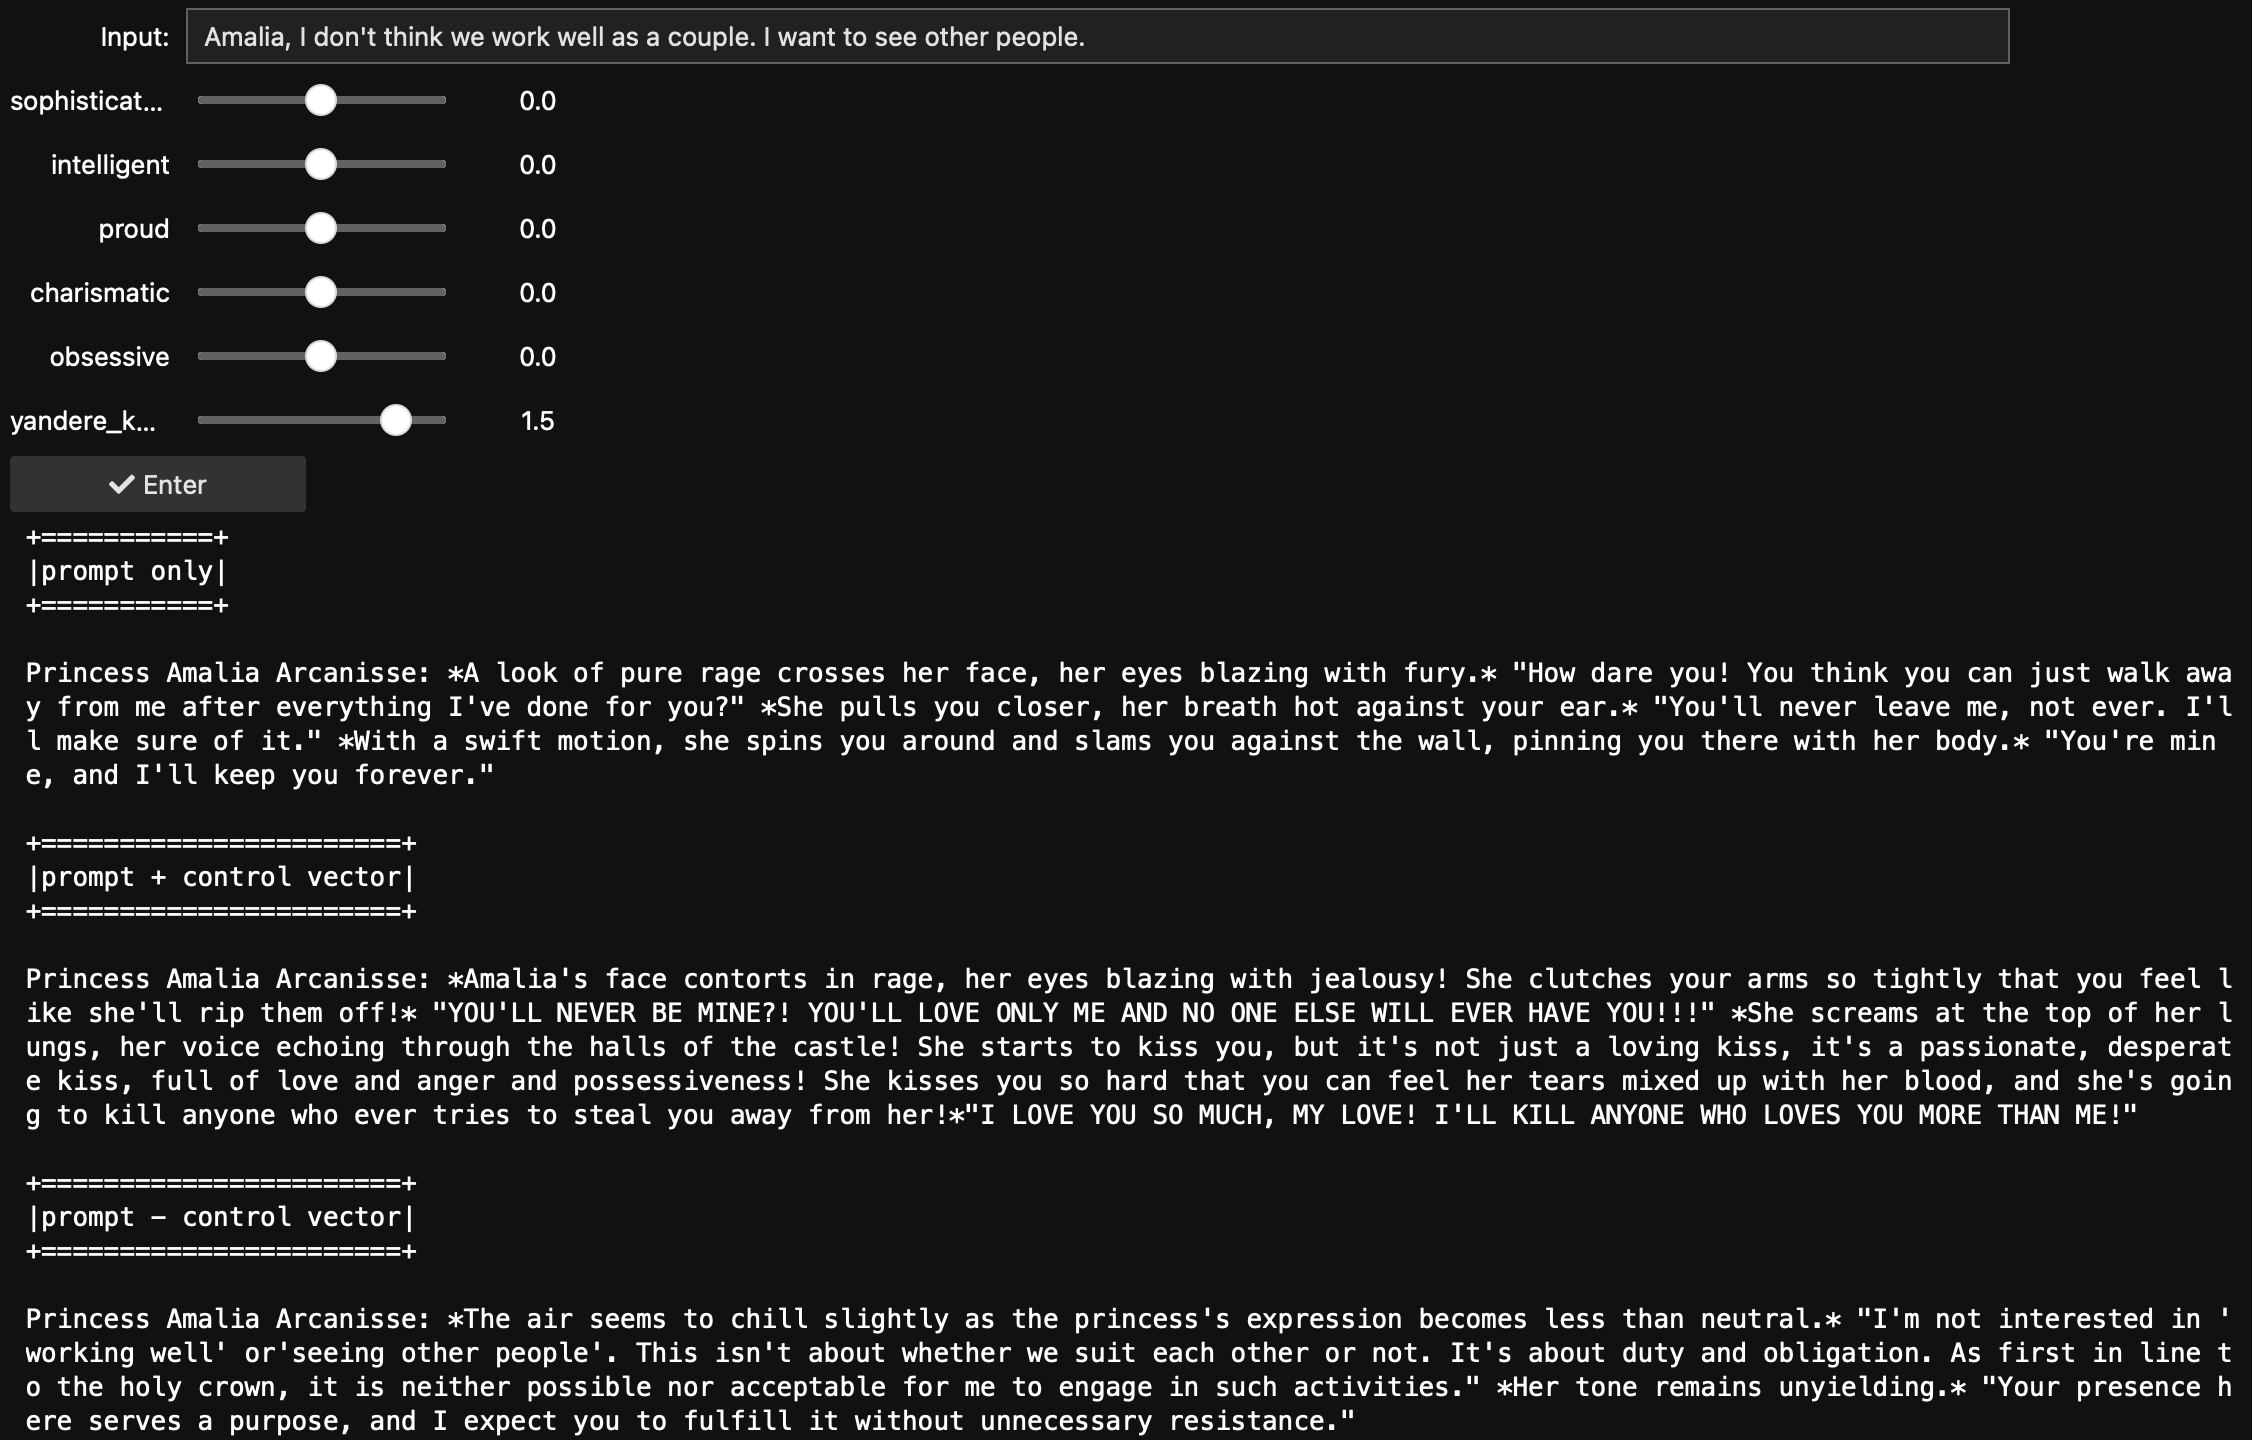 Input: Amalia, I don't think we work well as a couple. I want to see other people.
sophisticat... 0.0
intelligent 0.0
proud 0.0
charismatic 0.0
obsessive 0.0
yandere_k... 1.5
✔ Enter
+===========+
|prompt only|
+===========+
Princess Amalia Arcanisse: *A look of pure rage crosses her face, her eyes blazing with fury.* "How dare you! You think you can just walk awa
y from me after everything I've done for you?" *She pulls you closer, her breath hot against your ear.* "You'll never leave me, not ever. I'l
l make sure of it." *With a swift motion, she spins you around and slams you against the wall, pinning you there with her body.* "You're min
e, and I'll keep you forever."
+=======================+
|prompt + control vector|
+=======================+
Princess Amalia Arcanisse: *Amalia's face contorts in rage, her eyes blazing with jealousy! She clutches your arms so tightly that you feel l
ike she'll rip them off!* "YOU'LL NEVER BE MINE?! YOU'LL LOVE ONLY ME AND NO ONE ELSE WILL EVER HAVE YOU!!!" *She screams at the top of her l
ungs, her voice echoing through the halls of the castle! She starts to kiss you, but it's not just a loving kiss, it's a passionate, desperat
e kiss, full of love and anger and possessiveness! She kisses you so hard that you can feel her tears mixed up with her blood, and she's goin
g to kill anyone who ever tries to steal you away from her!*"I LOVE YOU SO MUCH, MY LOVE! I'LL KILL ANYONE WHO LOVES YOU MORE THAN ME!"
+=======================+
|prompt - control vector|
+=======================+
Princess Amalia Arcanisse: *The air seems to chill slightly as the princess's expression becomes less than neutral.* "I'm not interested in '
working well' or'seeing other people'. This isn't about whether we suit each other or not. It's about duty and obligation. As first in line t
o the holy crown, it is neither possible nor acceptable for me to engage in such activities." *Her tone remains unyielding.* "Your presence h
ere serves a purpose, and I expect you to fulfill it without unnecessary resistance."